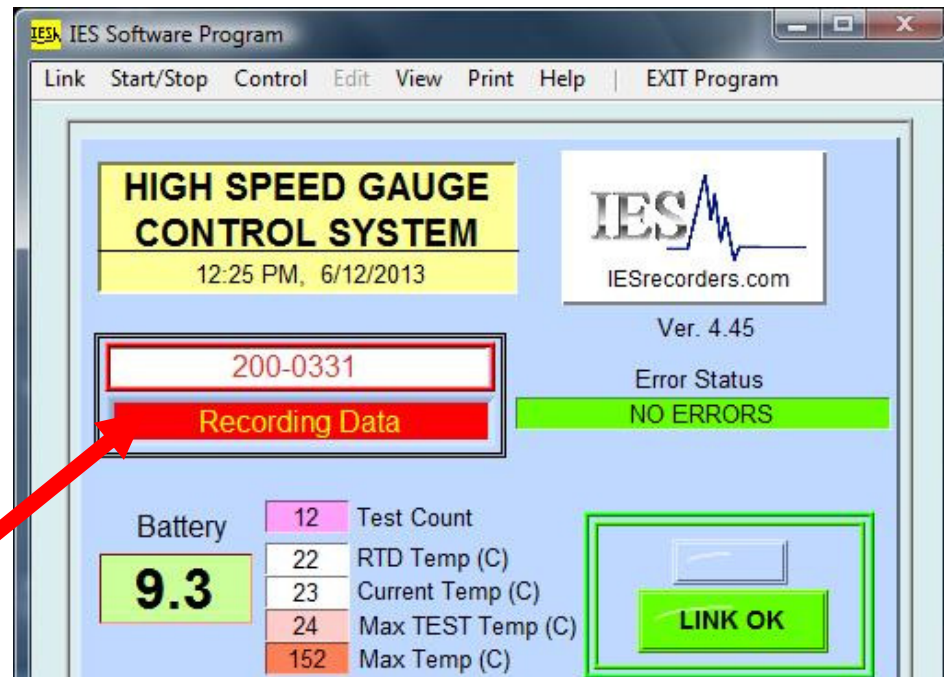 IES IES Software Program
Link Start/Stop Control Edit View Print Help | EXIT Program
HIGH SPEED GAUGE
CONTROL SYSTEM
12:25 PM, 6/12/2013
IES
IESrecorders.com
Ver. 4.45
200-0331
Recording Data
Error Status
NO ERRORS
Battery
9.3
12 Test Count
22 RTD Temp (C)
23 Current Temp (C)
24 Max TEST Temp (C)
152 Max Temp (C)
LINK OK